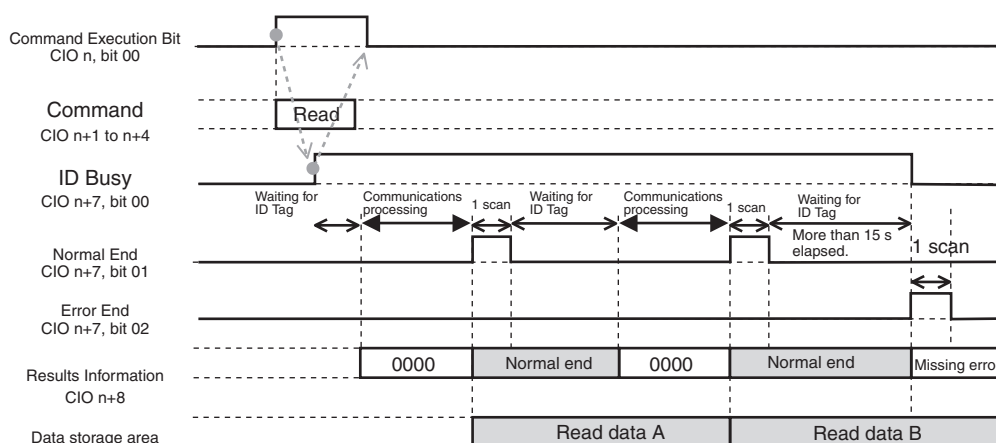 Command Execution Bit
CIO n, bit 00
Command
CIO n+1 to n+4
Read
ID Busy
CIO n+7, bit 00
Waiting for
ID Tag
Communications
processing
1 scan
Waiting for
ID Tag
Communications
processing
1 scan
Waiting for
ID Tag
More than 15 s
elapsed.
Normal End
CIO n+7, bit 01
1 scan
Error End
CIO n+7, bit 02
Results Information
CIO n+8
0000
Normal end
0000
Normal end
Missing erro
Data storage area
Read data A
Read data B